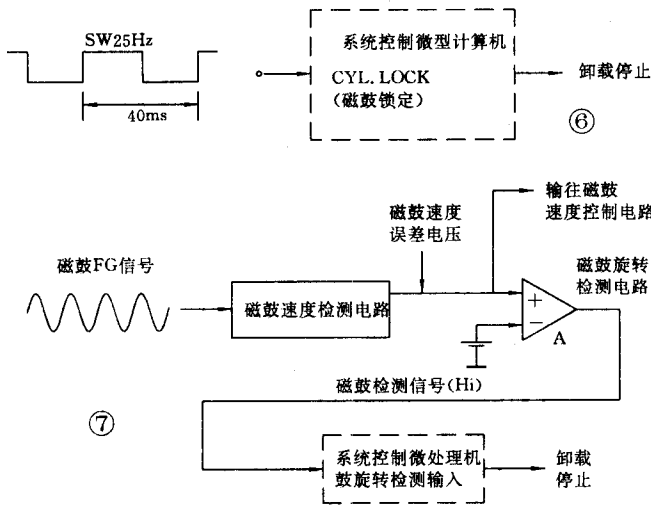 SW25Hz
40ms
系统控制微型计算机
CYL. LOCK
(磁鼓锁定)
卸载停止
⑥
磁鼓速度
误差电压
输往磁鼓
速度控制电路
磁鼓FG信号
磁鼓速度检测电路
磁鼓旋转
检测电路
+
−
A
磁鼓检测信号(Hi)
⑦
系统控制微处理机
鼓旋转检测输入
卸载
停止